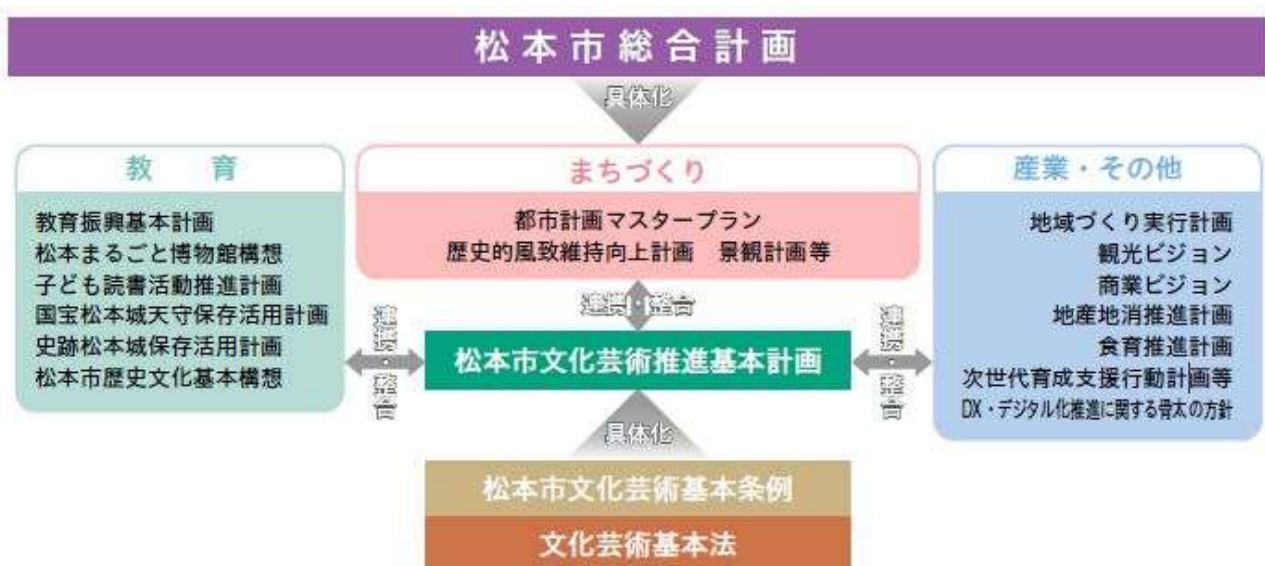 松本市総合計画
具体化
教 育
教育振興基本計画
松本まるごと博物館構想
子ども読書活動推進計画
国宝松本城天守保存活用計画
史跡松本城保存活用計画
松本市歴史文化基本構想
まちづくり
都市計画マスタープラン
歴史的風致維持向上計画 景観計画等
産業・その他
地域づくり実行計画
観光ビジョン
商業ビジョン
地産地消推進計画
食育推進計画
次世代育成支援行動計画等
DX・デジタル化推進に関する骨太の方針
連携・整合
連携・整合
松本市文化芸術推進基本計画
連携・整合
具体化
松本市文化芸術基本条例
文化芸術基本法